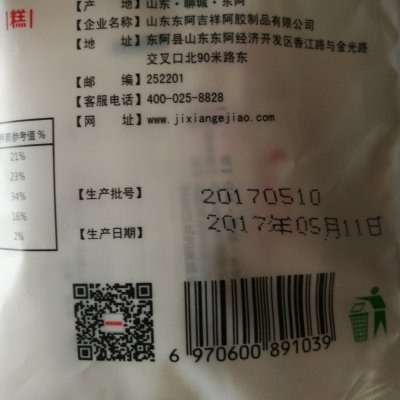 糕
【产 地】山东·聊城·东阿
【企业名称】山东东阿吉祥阿胶制品有限公司
【地 址】东阿县山东东阿经济开发区香江路与金光路
交叉口北90米路东
【邮 编】252201
【客服电话】400-025-8828
【网 址】www.jixiangejiao.com
养素参考值%
21%
23%
34%
16%
2%
【生产批号】 20170510
【生产日期】 2017年05月11日
6 970600 891039